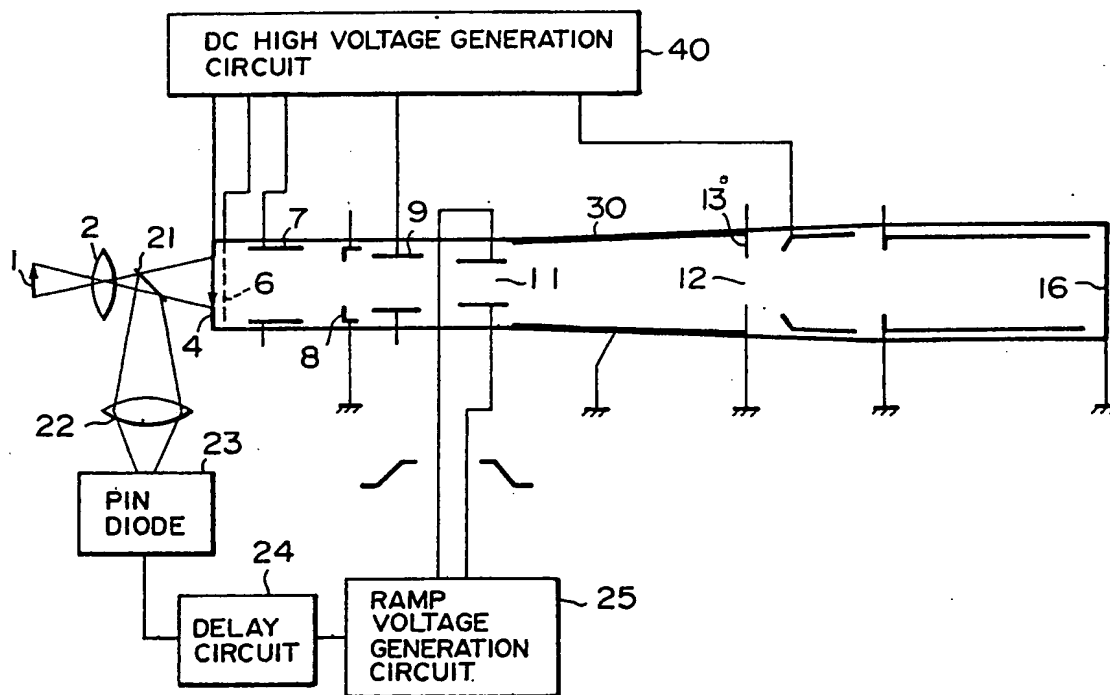 DC HIGH VOLTAGE GENERATION
CIRCUIT
40
1
2
21
7
9
30
13°
6
11
12
16
4
8
22
23
PIN
DIODE
24
DELAY
CIRCUIT
RAMP
VOLTAGE
GENERATION
CIRCUIT.
25